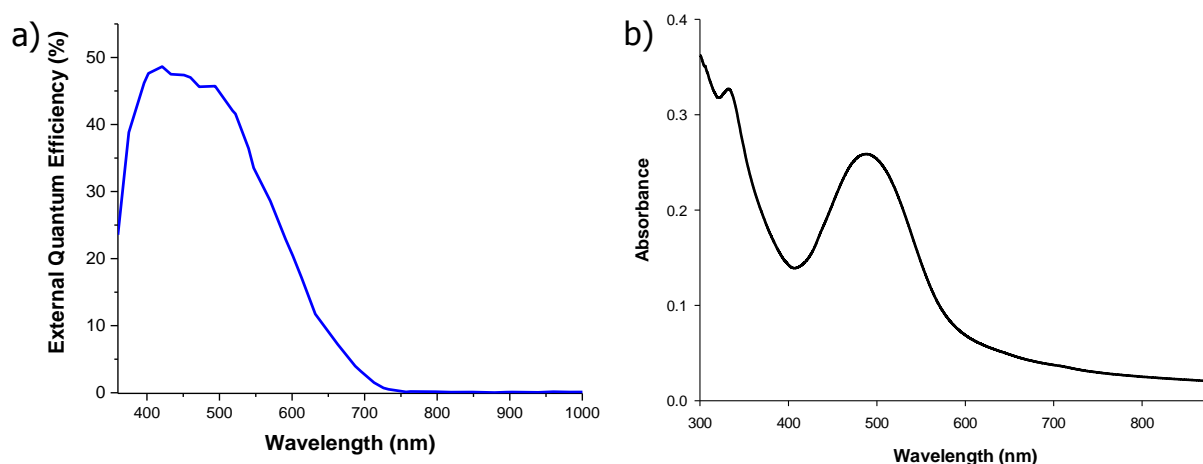 a)
External Quantum Efficiency (%)
50
40
30
20
10
0
400 500 600 700 800 900 1000
Wavelength (nm)
b)
Absorbance
0.4
0.3
0.2
0.1
0.0
300 400 500 600 700 800
Wavelength (nm)